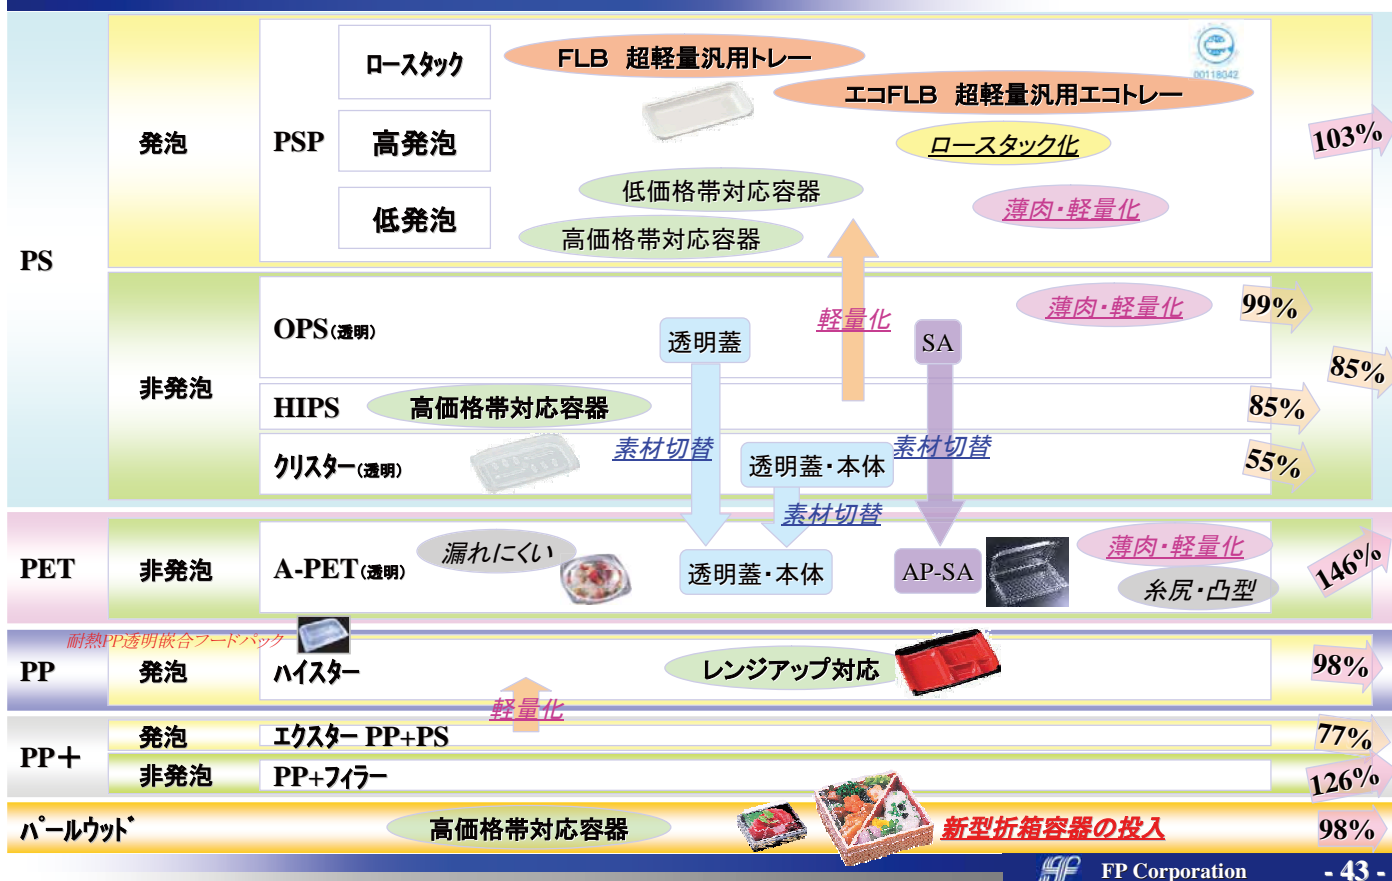 PS
発泡
PSP
ロースタック
高発泡
低発泡
FLB 超軽量汎用トレー
エコFLB 超軽量汎用エコトレー
00118042
ロースタック化
低価格帯対応容器
高価格帯対応容器
薄肉・軽量化
103%
非発泡
OPS(透明)
透明蓋
軽量化
SA
薄肉・軽量化
99%
85%
HIPS
高価格帯対応容器
85%
クリスター(透明)
素材切替
透明蓋・本体
素材切替
55%
素材切替
PET
非発泡
A-PET(透明)
漏れにくい
透明蓋・本体
AP-SA
薄肉・軽量化
糸尻・凸型
146%
耐熱PP透明嵌合フードパック
PP
発泡
ハイスター
レンジアップ対応
98%
軽量化
PP＋
発泡
エクスター PP+PS
77%
非発泡
PP+フィラー
126%
パールウッド
高価格帯対応容器
新型折箱容器の投入
98%
FP Corporation
- 43 -